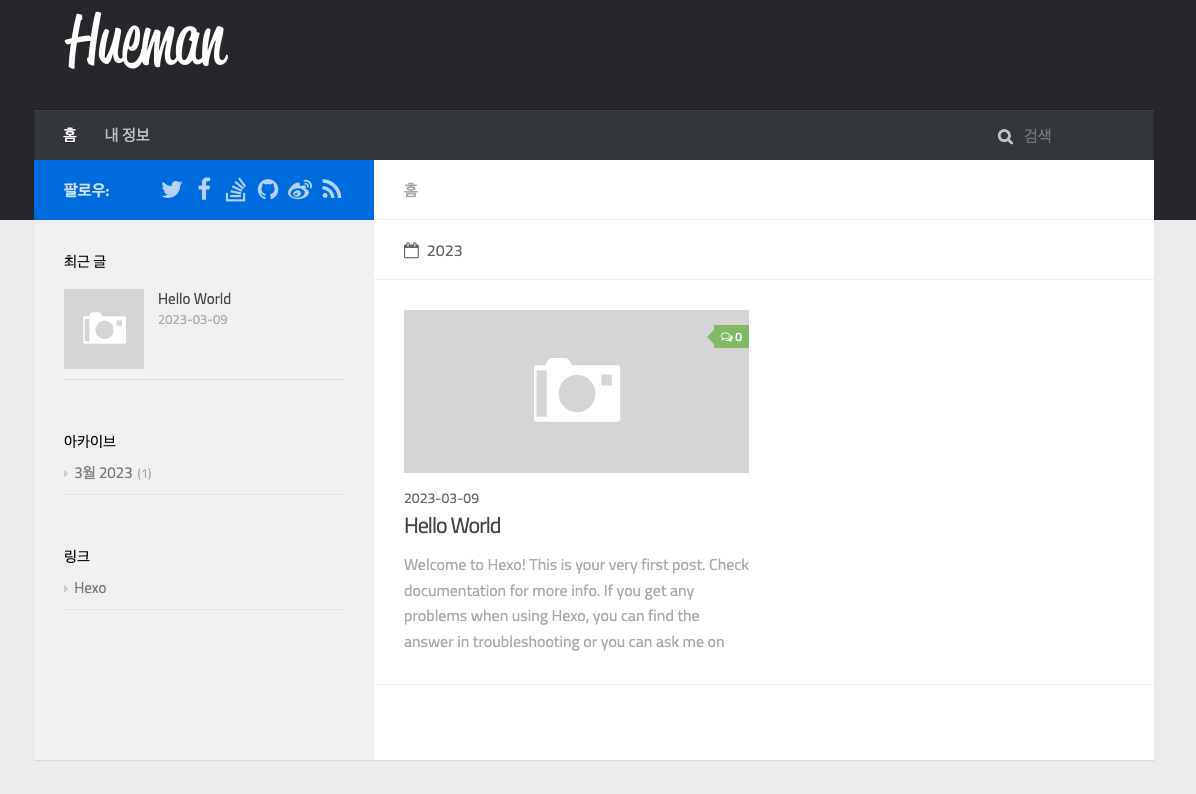 Hueman
홈 내 정보
검색
팔로우:
홈
2023
최근 글
Hello World
2023-03-09
아카이브
3월 2023 (1)
링크
Hexo
0
2023-03-09
Hello World
Welcome to Hexo! This is your very first post. Check
documentation for more info. If you get any
problems when using Hexo, you can find the
answer in troubleshooting or you can ask me on